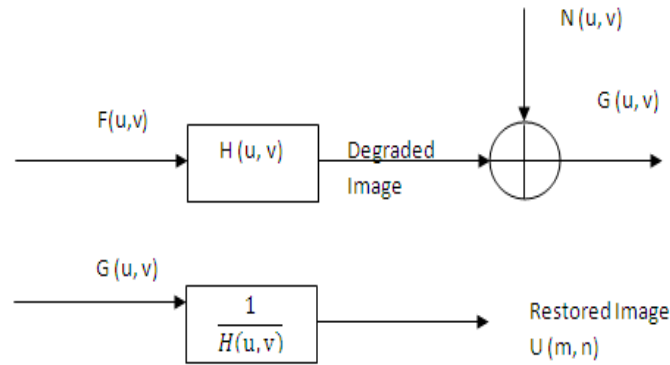 N(u,v)
G(u,v)
F(u,v)
H(u,v)
Degraded
Image
G(u,v)
1
H(u,v)
Restored Image
U(m,n)